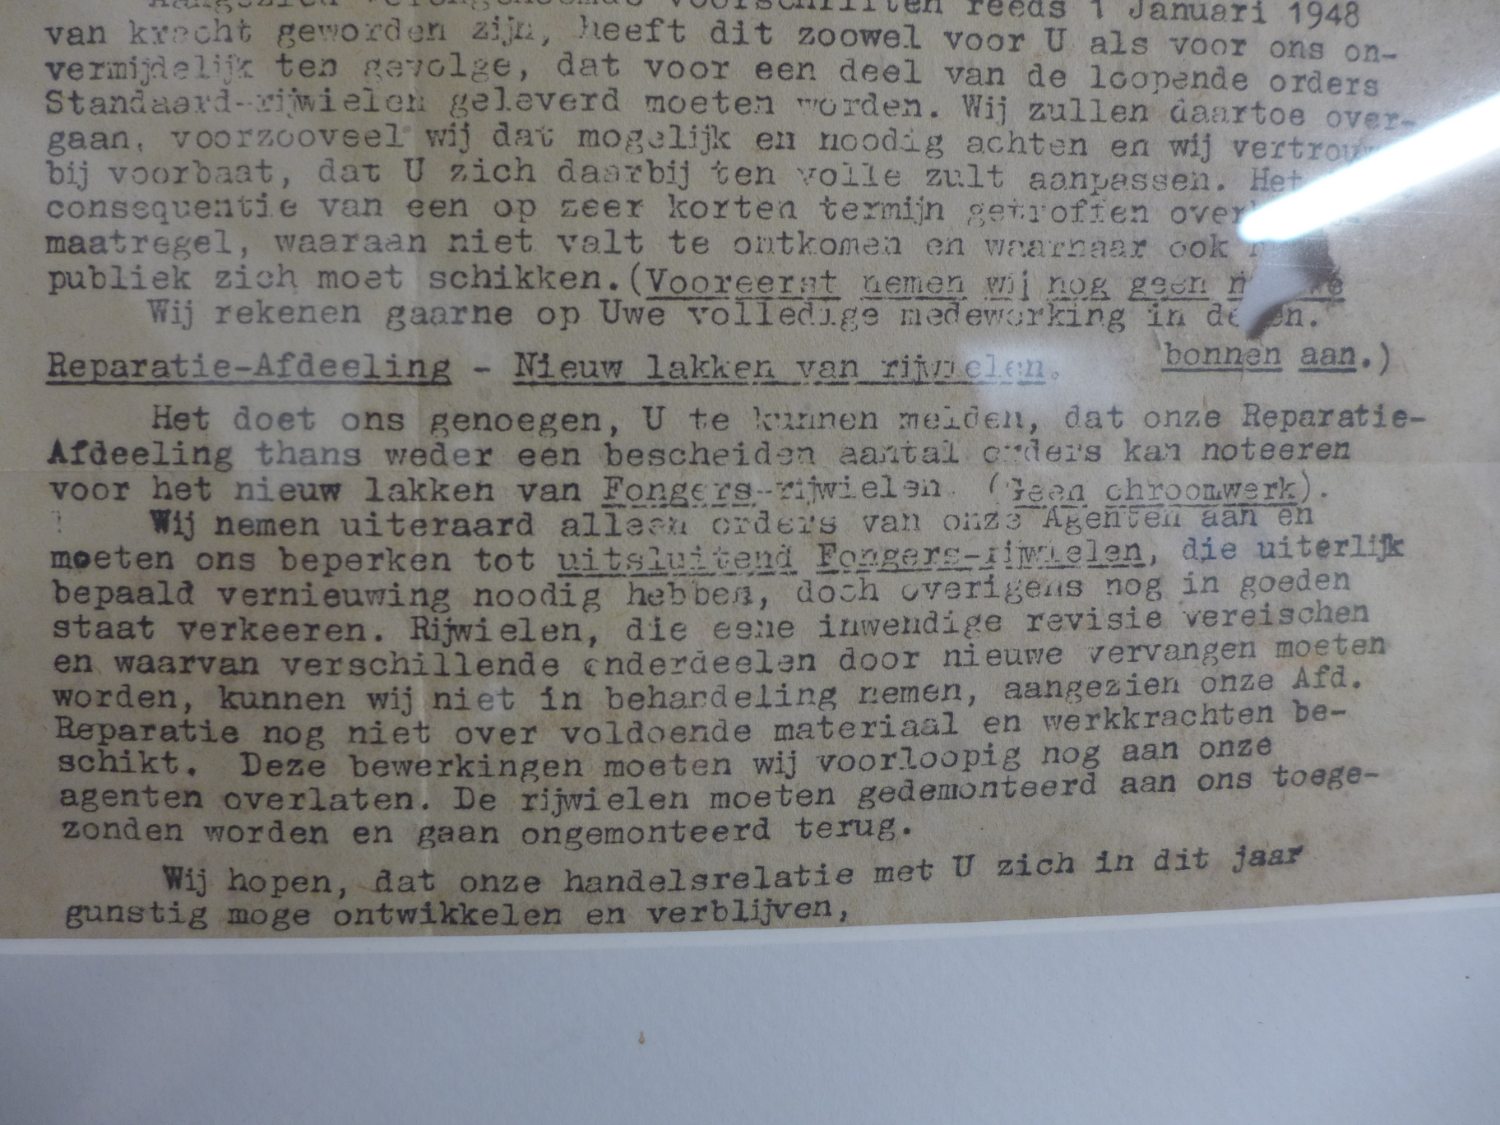 Aangezien voorschriften reeds 1 Januari 1948
van kracht geworden zijn, heeft dit zoowel voor U als voor ons on-
vermijdelijk ten gevolge, dat voor een deel van de loopende orders
Standaard-rijwielen geleverd moeten worden. Wij zullen daartoe over-
gaan, voorzooveel wij dat mogelijk en noodig achten en wij
bij voorbaat, dat U zich daarbij ten volle zult aanpassen. Het
consequentie van een op zeer korten termijn getroffen
maatregel, waaraan niet valt te ontkomen en waarnaar ook
publiek zich moet schikken.(Vooreerst nemen wij nog geen
Wij rekenen gaarne op Uwe volledige medewerking in
bonnen aan.)
Reparatie-Afdeeling - Nieuw lakken van rijwielen.
Het doet ons genoegen, U te kunnen melden, dat onze Reparatie-
Afdeeling thans weder een bescheiden aantal orders kan noteeren
voor het nieuw lakken van Fongers-rijwielen. (Geen chroomwerk).
Wij nemen uiteraard alleen orders van onze Agenten aan en
moeten ons beperken tot uitsluitend Fongers-rijwielen, die uiterlijk
bepaald vernieuwing noodig hebben, doch overigens nog in goeden
staat verkeeren. Rijwielen, die eene inwendige revisie vereischen
en waarvan verschillende onderdeelen door nieuwe vervangen moeten
worden, kunnen wij niet in behandeling nemen, aangezien onze Afd.
Reparatie nog niet over voldoende materiaal en werkkrachten be-
schikt. Deze bewerkingen moeten wij voorloopig nog aan onze
agenten overlaten. De rijwielen moeten gedemonteerd aan ons toege-
zonden worden en gaan ongemonteerd terug.
Wij hopen, dat onze handelsrelatie met U zich in dit jaar
gunstig moge ontwikkelen en verblijven,